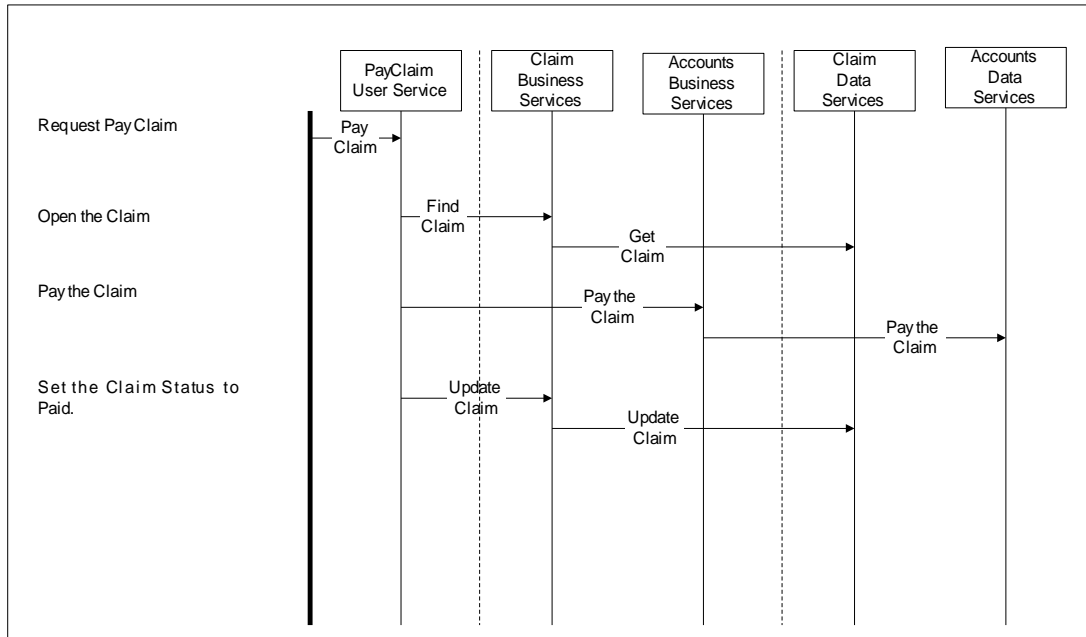 PayClaim
User Service
Claim
Business
Services
Accounts
Business
Services
Claim
Data
Services
Accounts
Data
Services
Request Pay Claim
Pay
Claim
Open the Claim
Find
Claim
Get
Claim
Pay the Claim
Pay the
Claim
Pay the
Claim
Set the Claim Status to
Paid.
Update
Claim
Update
Claim